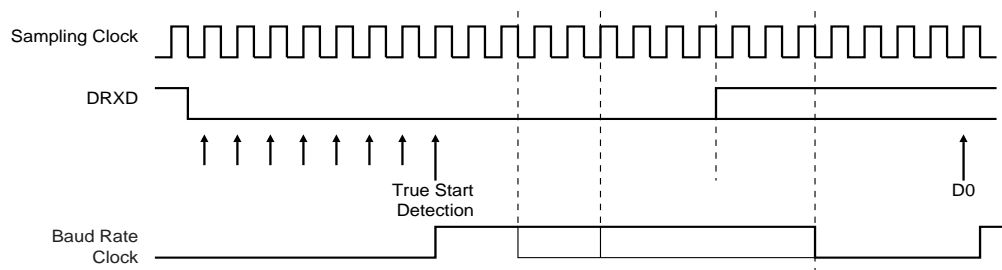 Sampling Clock
DRXD
True Start
Detection
D0
Baud Rate
Clock